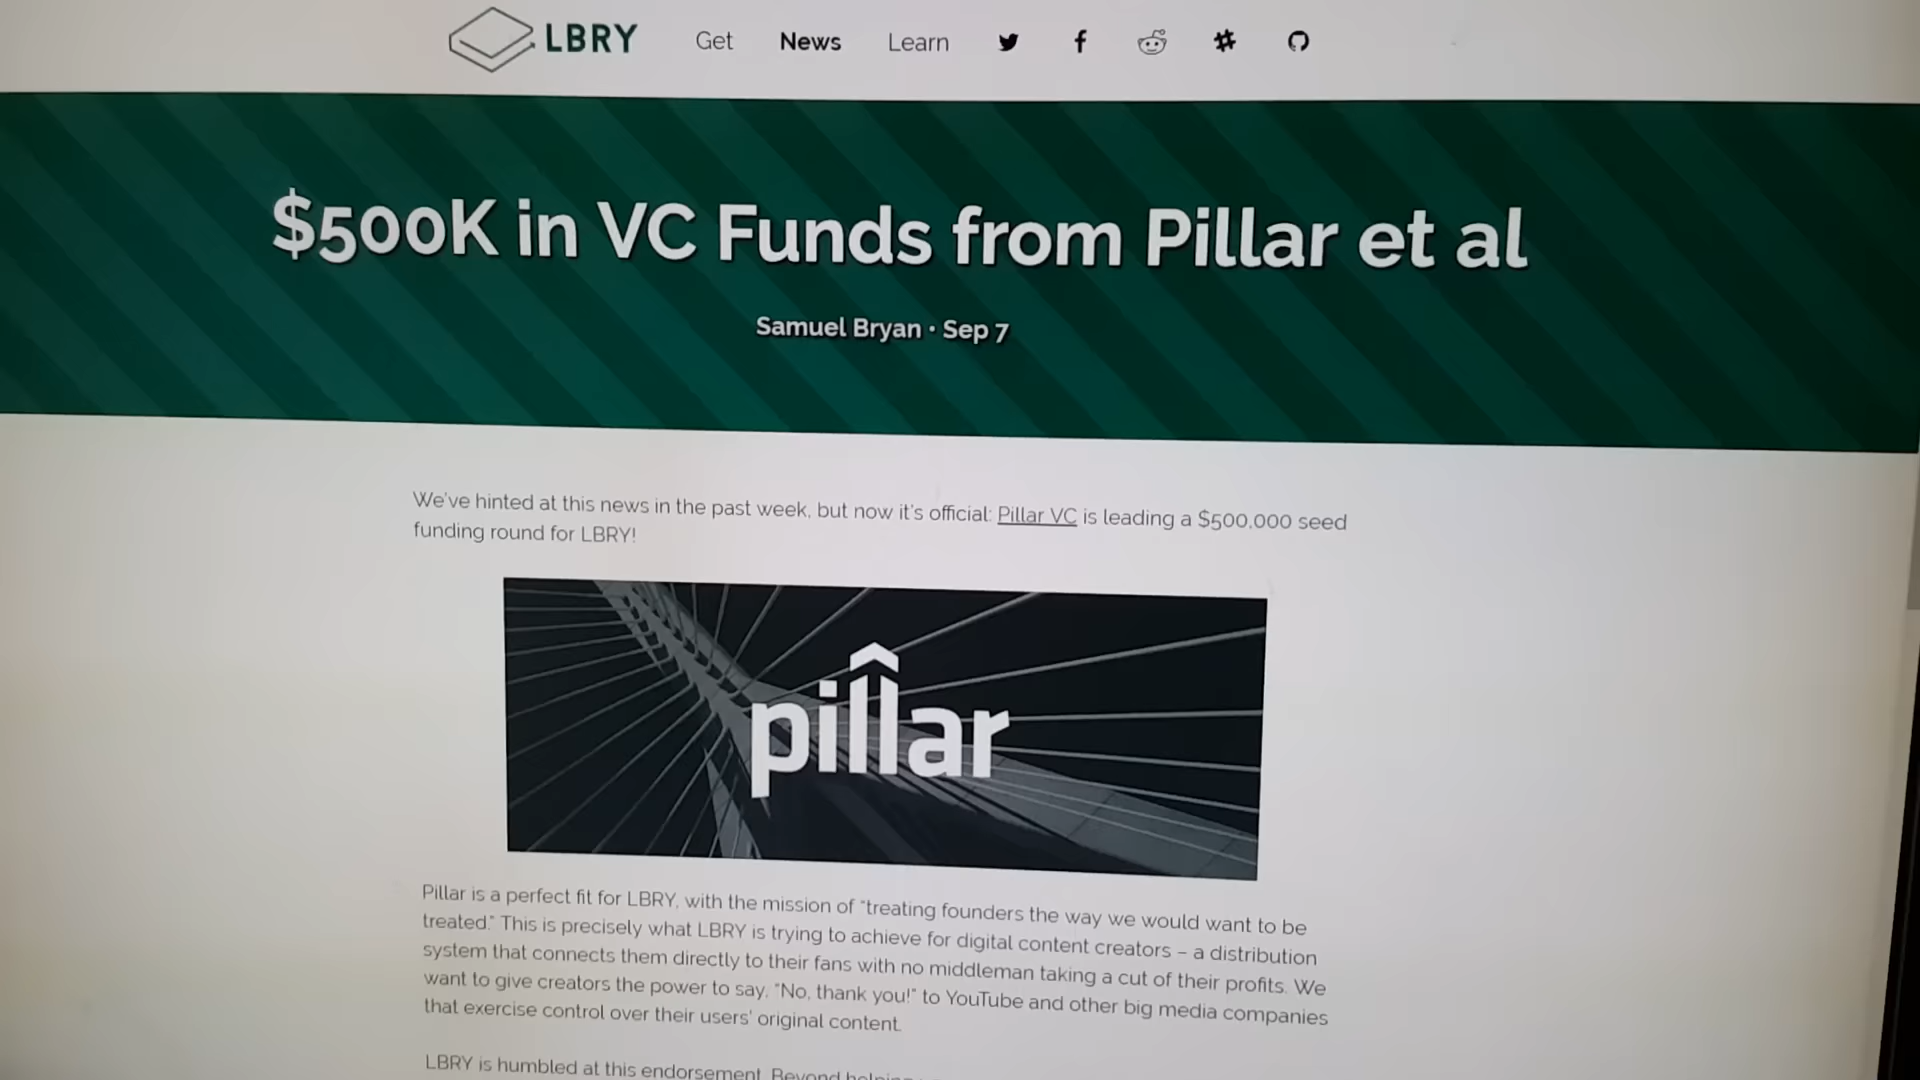 LBRY Get News Learn
$500K in VC Funds from Pillar et al
Samuel Bryan • Sep 7
We've hinted at this news in the past week, but now it's official: Pillar VC is leading a $500,000 seed
funding round for LBRY!
pillar
Pillar is a perfect fit for LBRY, with the mission of "treating founders the way we would want to be
treated." This is precisely what LBRY is trying to achieve for digital content creators – a distribution
system that connects them directly to their fans with no middleman taking a cut of their profits. We
want to give creators the power to say, "No, thank you!" to YouTube and other big media companies
that exercise control over their users' original content.
LBRY is humbled at this endorsement. Beyond